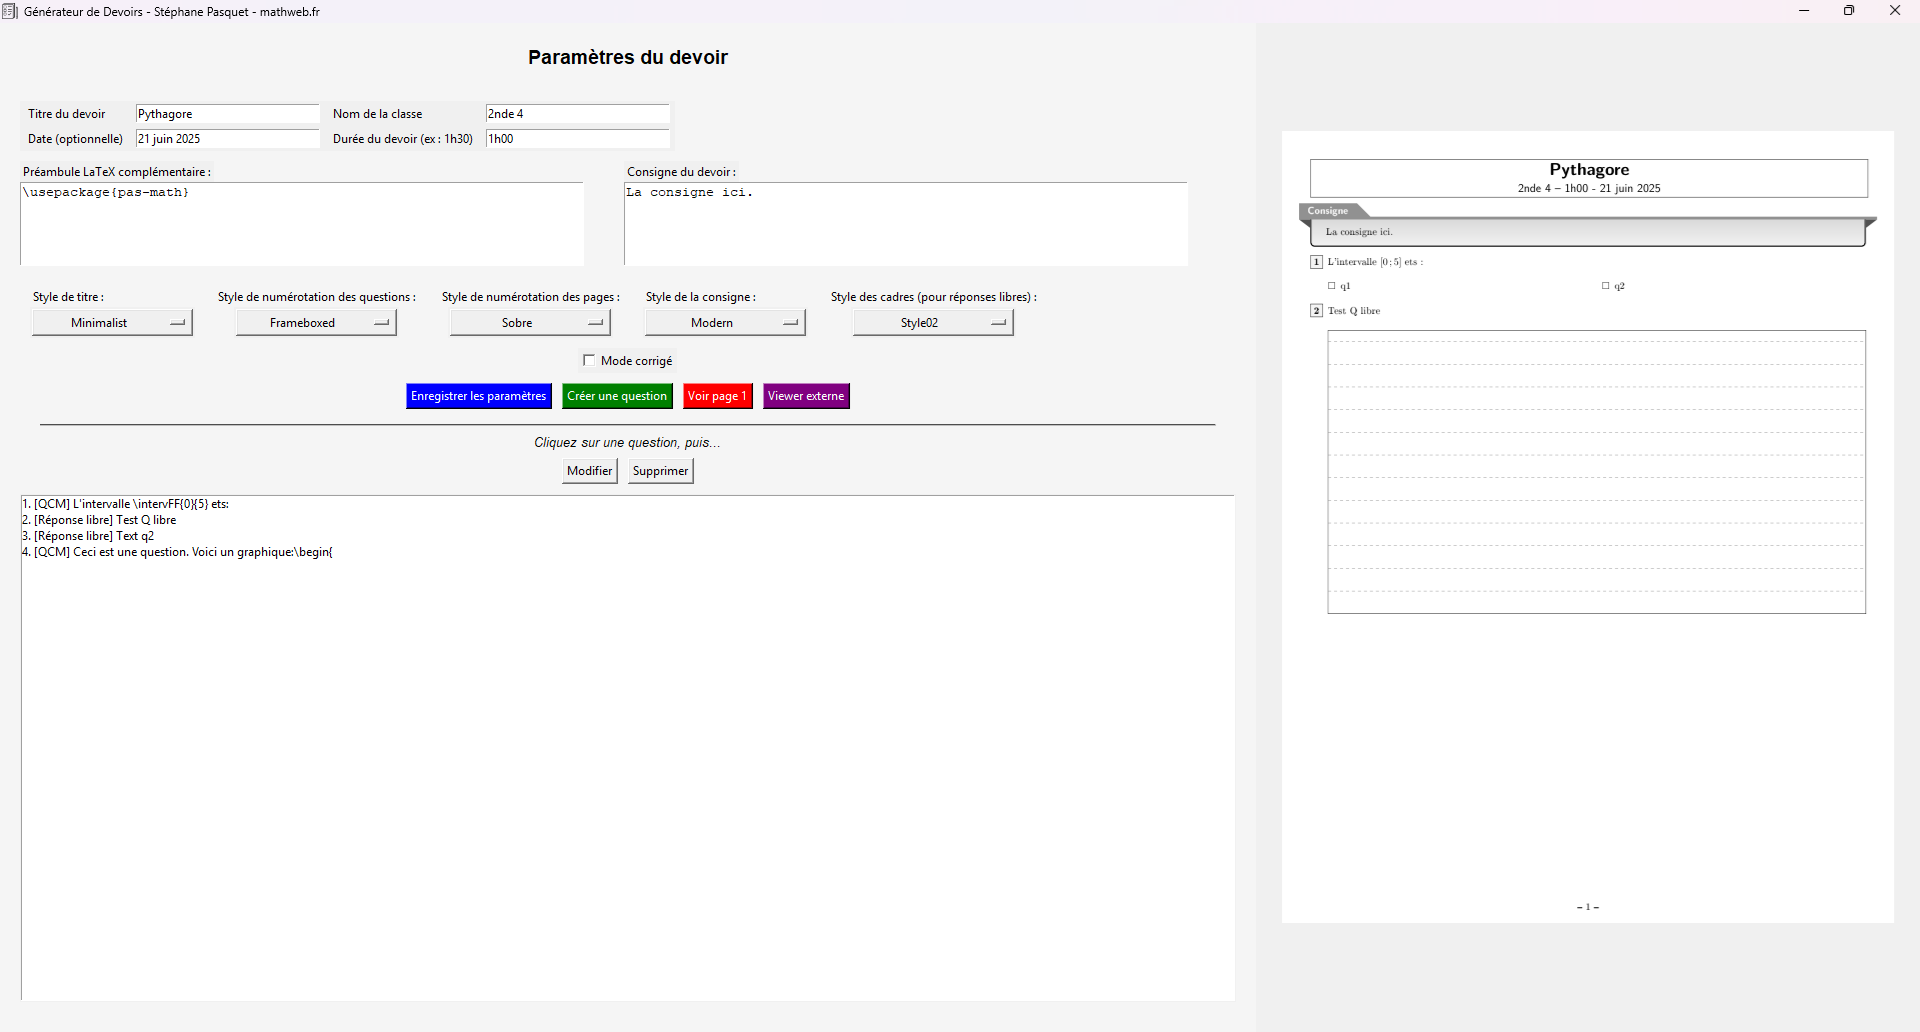 Générateur de Devoirs - Stéphane Pasquet - mathweb.fr
Paramètres du devoir
Titre du devoir Pythagore Nom de la classe 2nde 4
Date (optionnelle) 21 juin 2025 Durée du devoir (ex : 1h30) 1h00
Préambule LaTeX complémentaire : Consigne du devoir :
\usepackage{pas-math} La consigne ici.
Style de titre : Style de numérotation des questions : Style de numérotation des pages : Style de la consigne : Style des cadres (pour réponses libres) :
Minimalist Frameboxed Sobre Modern Style02
Mode corrigé
Enregistrer les paramètres Créer une question Voir page 1 Viewer externe
Cliquez sur une question, puis...
Modifier Supprimer
1. [QCM] L'intervalle \intervFF{0}{5} ets:
2. [Réponse libre] Test Q libre
3. [Réponse libre] Text q2
4. [QCM] Ceci est une question. Voici un graphique:\begin{
Pythagore
2nde 4 – 1h00 - 21 juin 2025
Consigne
La consigne ici.
1 L'intervalle [0 ; 5] ets :
q1 q2
2 Test Q libre
– 1 –